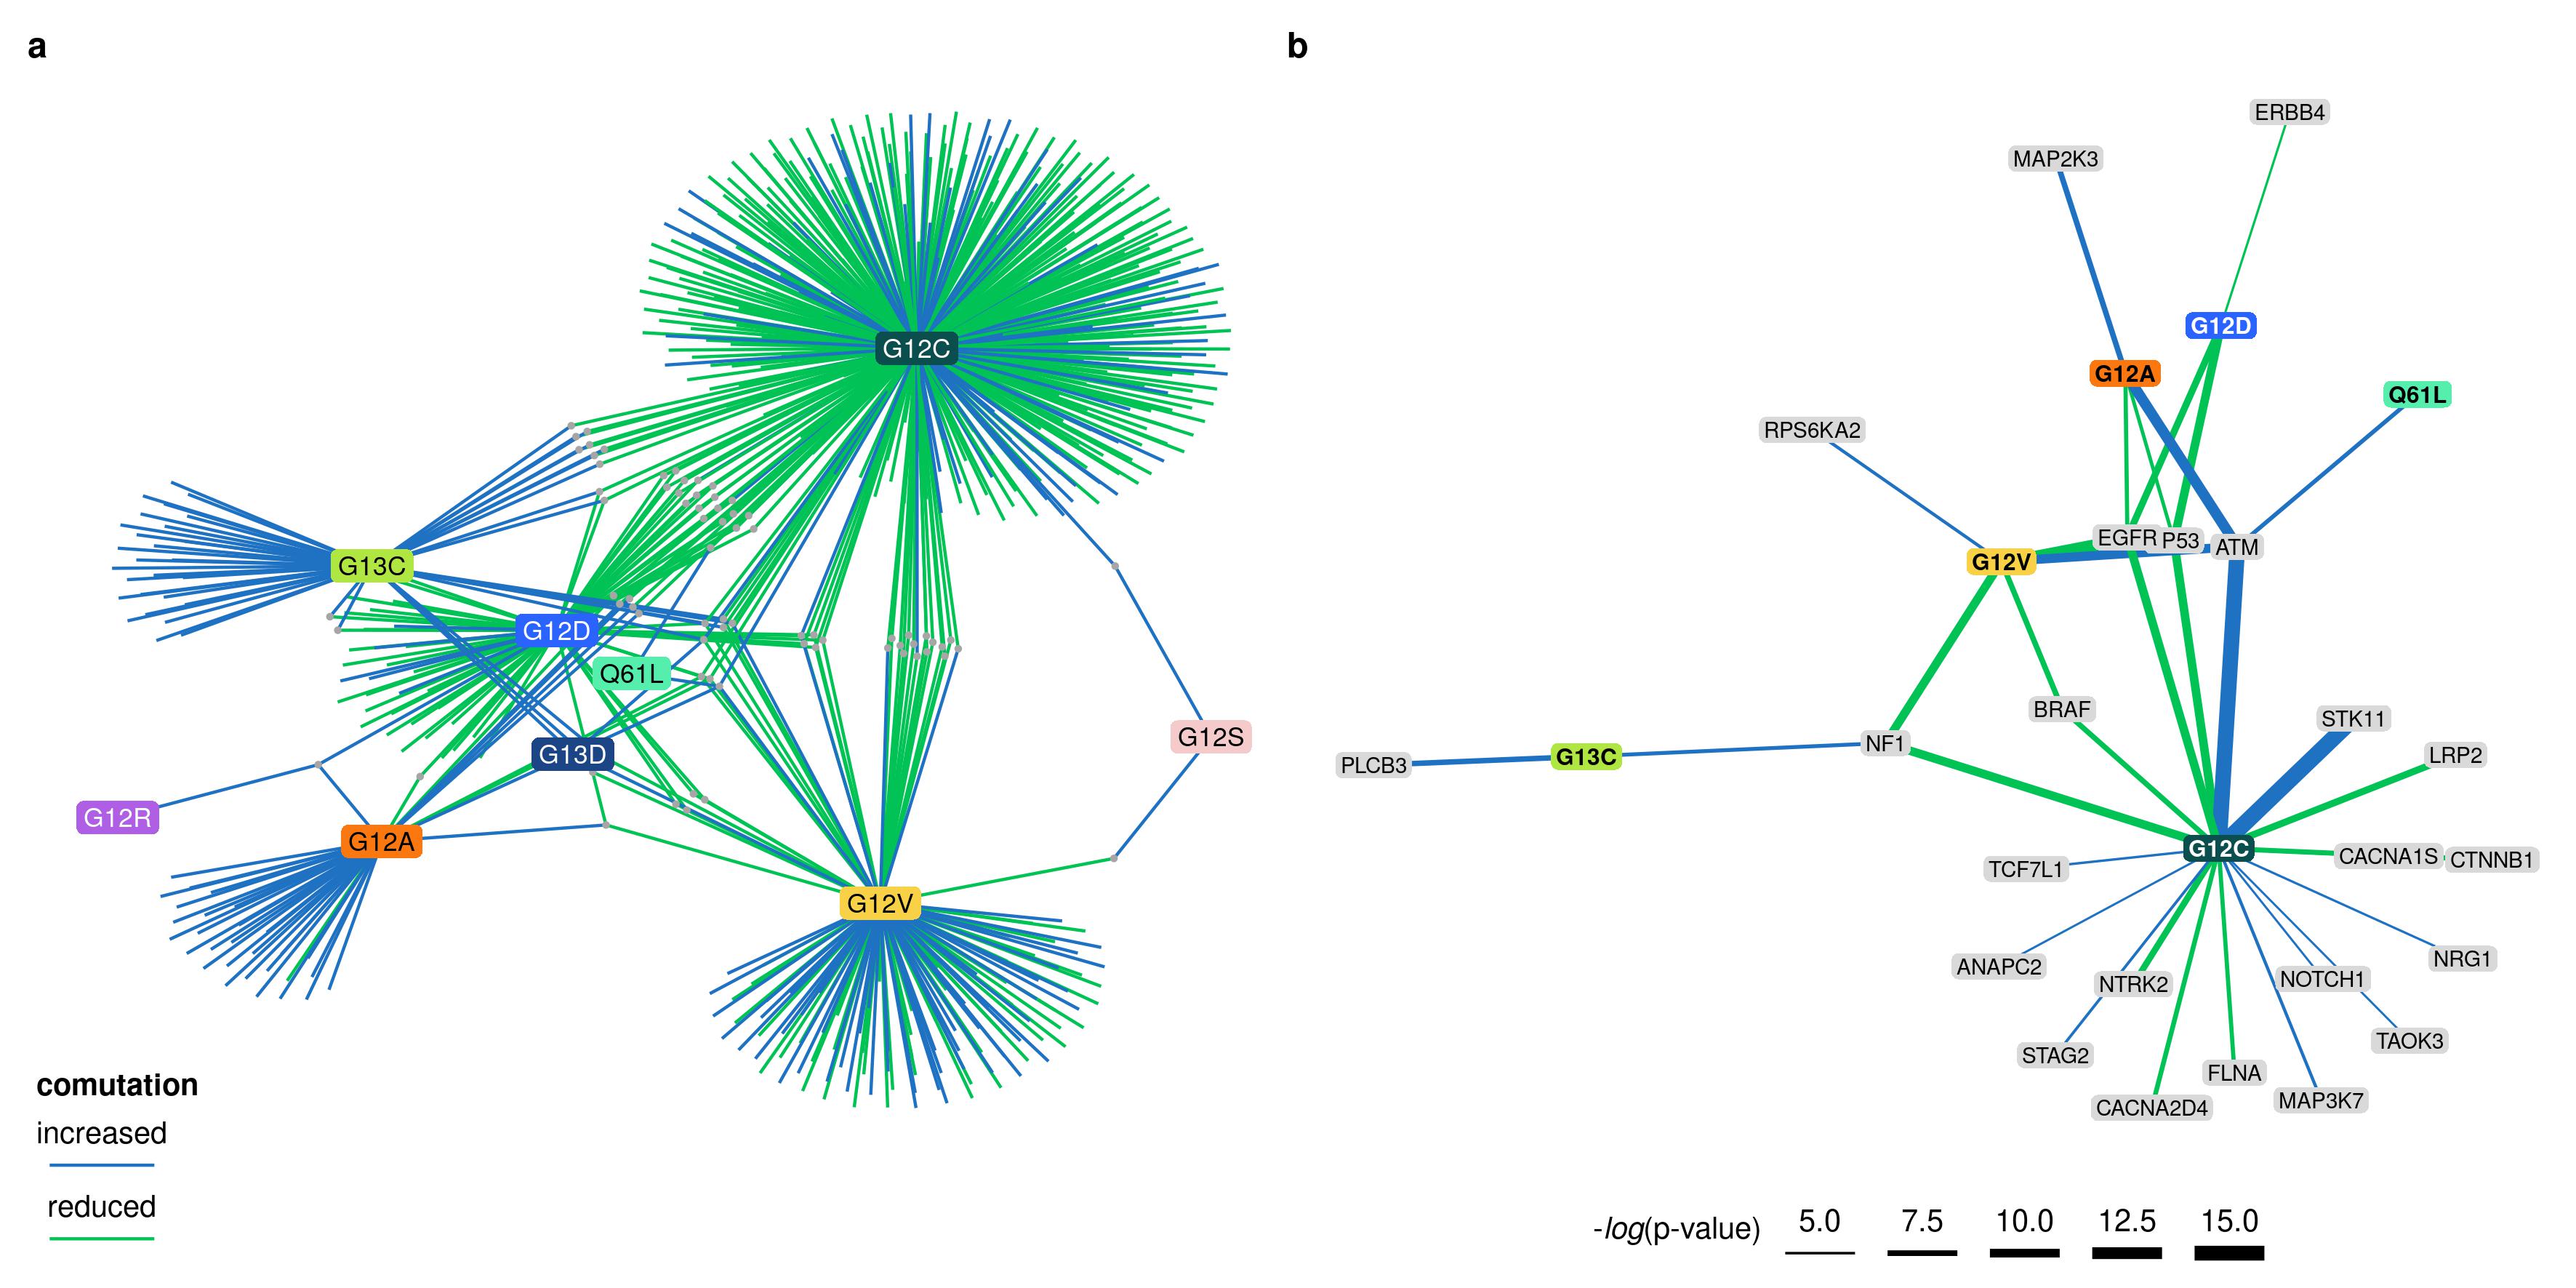 a
G12C
G13C
G12D
Q61L
G13D
G12S
G12R
G12A
G12V
comutation
increased
reduced
b
ERBB4
MAP2K3
G12D
G12A
Q61L
RPS6KA2
EGFR
P53
ATM
G12V
BRAF
STK11
NF1
LRP2
G13C
PLCB3
G12C
CACNA1S
CTNNB1
TCF7L1
NRG1
ANAPC2
NOTCH1
NTRK2
TAOK3
STAG2
FLNA
MAP3K7
CACNA2D4
-log(p-value) 5.0 7.5 10.0 12.5 15.0